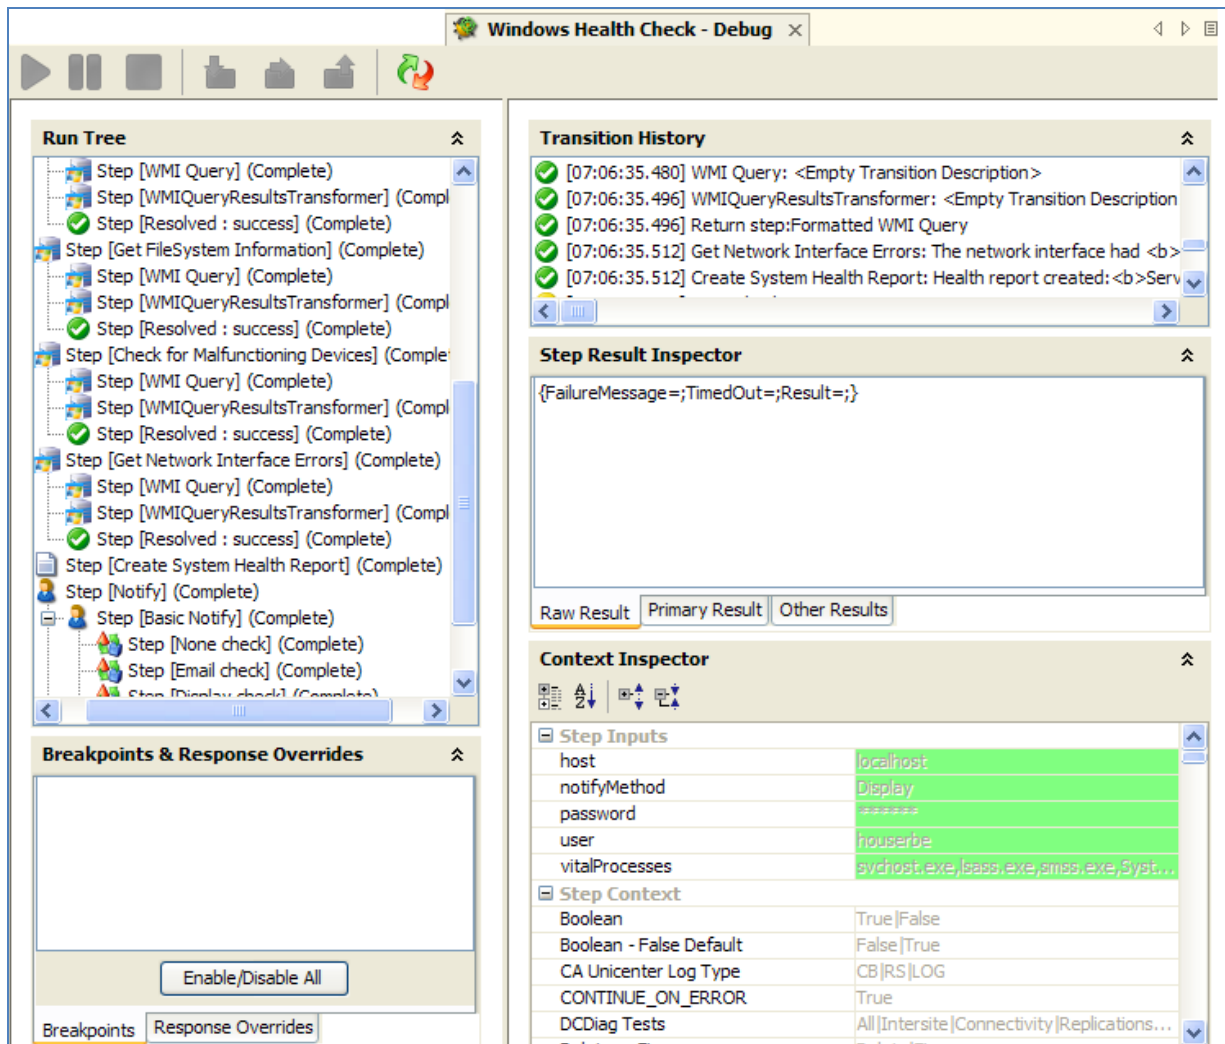 Windows Health Check - Debug
Run Tree
Step [WMI Query] (Complete)
Step [WMIQueryResultsTransformer] (Compl
Step [Resolved : success] (Complete)
Step [Get FileSystem Information] (Complete)
Step [WMI Query] (Complete)
Step [WMIQueryResultsTransformer] (Compl
Step [Resolved : success] (Complete)
Step [Check for Malfunctioning Devices] (Complet
Step [WMI Query] (Complete)
Step [WMIQueryResultsTransformer] (Compl
Step [Resolved : success] (Complete)
Step [Get Network Interface Errors] (Complete)
Step [WMI Query] (Complete)
Step [WMIQueryResultsTransformer] (Compl
Step [Resolved : success] (Complete)
Step [Create System Health Report] (Complete)
Step [Notify] (Complete)
Step [Basic Notify] (Complete)
Step [None check] (Complete)
Step [Email check] (Complete)
Step [Display check] (Complete)
Breakpoints & Response Overrides
Enable/Disable All
Breakpoints
Response Overrides
Transition History
[07:06:35.480] WMI Query: <Empty Transition Description>
[07:06:35.496] WMIQueryResultsTransformer: <Empty Transition Description
[07:06:35.496] Return step:Formatted WMI Query
[07:06:35.512] Get Network Interface Errors: The network interface had <b>
[07:06:35.512] Create System Health Report: Health report created:<b>Serv
Step Result Inspector
{FailureMessage=;TimedOut=;Result=;}
Raw Result
Primary Result
Other Results
Context Inspector
Step Inputs
host localhost
notifyMethod Display
password ******
user houserbe
vitalProcesses svchost.exe,lsass.exe,smss.exe,Syst...
Step Context
Boolean True|False
Boolean - False Default False|True
CA Unicenter Log Type CB|RS|LOG
CONTINUE_ON_ERROR True
DCDiag Tests All|Intersite|Connectivity|Replications...